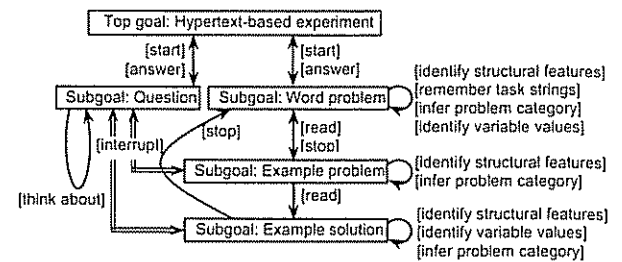 Top goal: Hypertext-based experiment
[start]
[answer]
[start]
[answer]
Subgoal: Question
Subgoal: Word problem
[identify structural features]
[remember task strings]
[infer problem category]
[identify variable values]
[stop]
[read]
[stop]
[interrupt]
Subgoal: Example problem
[identify structural features]
[infer problem category]
[think about]
[read]
Subgoal: Example solution
[identify structural features]
[identify variable values]
[infer problem category]